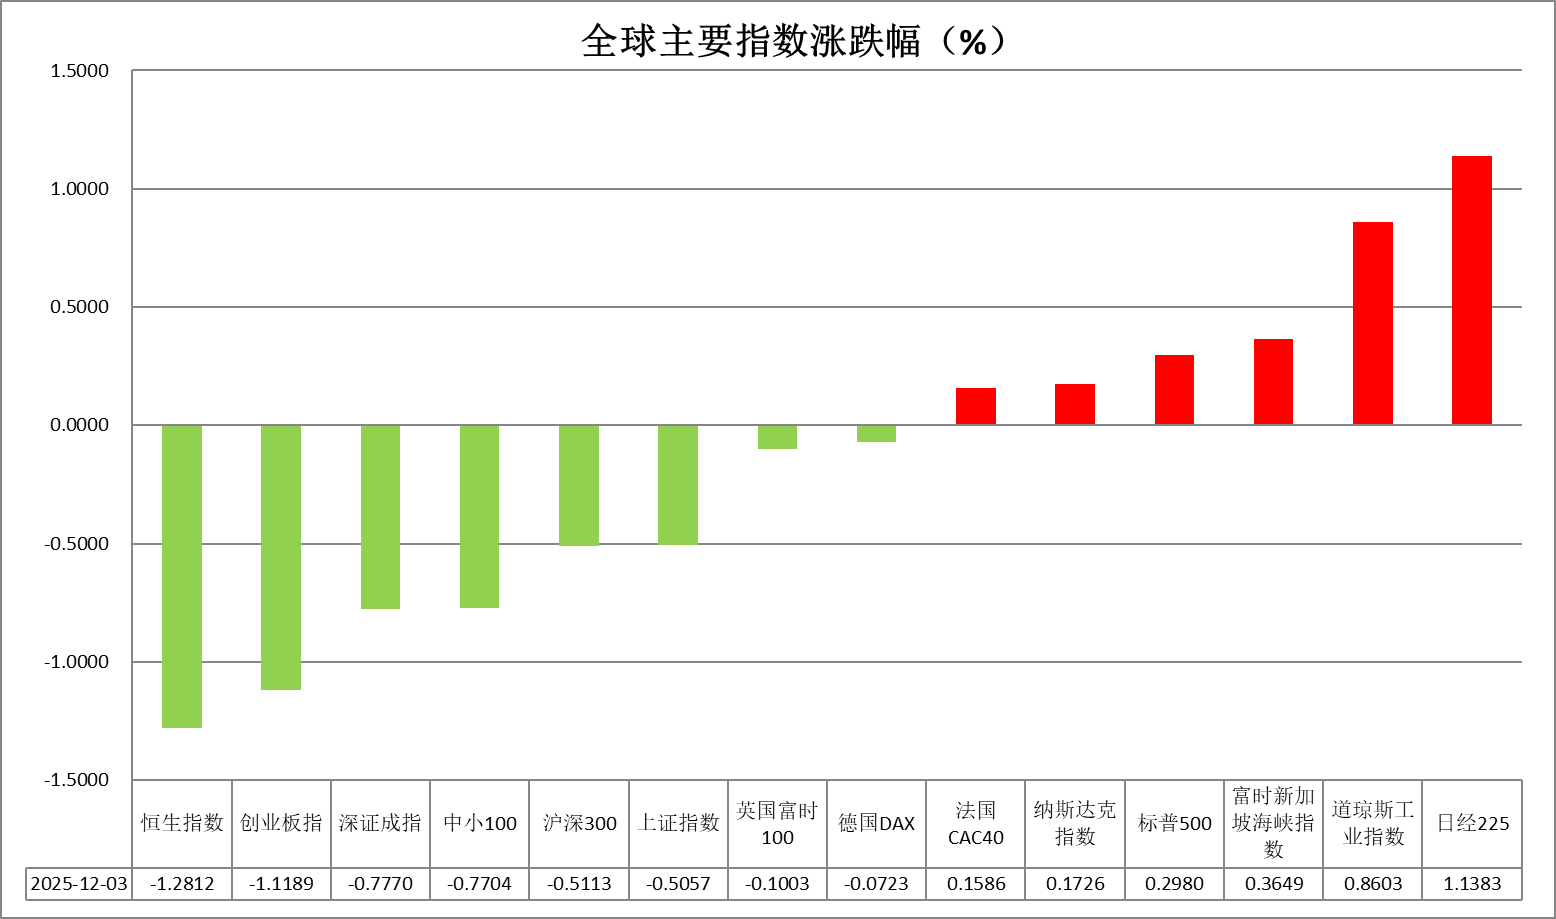 全球主要指数涨跌幅（%）
1.5000
1.0000
0.5000
0.0000
-0.5000
-1.0000
-1.5000
恒生指数
创业板指
深证成指
中小100
沪深300
上证指数
英国富时
100
德国DAX
法国
CAC40
纳斯达克
指数
标普500
富时新加
坡海峡指
数
道琼斯工
业指数
日经225
2025-12-03 -1.2812 -1.1189 -0.7770 -0.7704 -0.5113 -0.5057 -0.1003 -0.0723 0.1586 0.1726 0.2980 0.3649 0.8603 1.1383